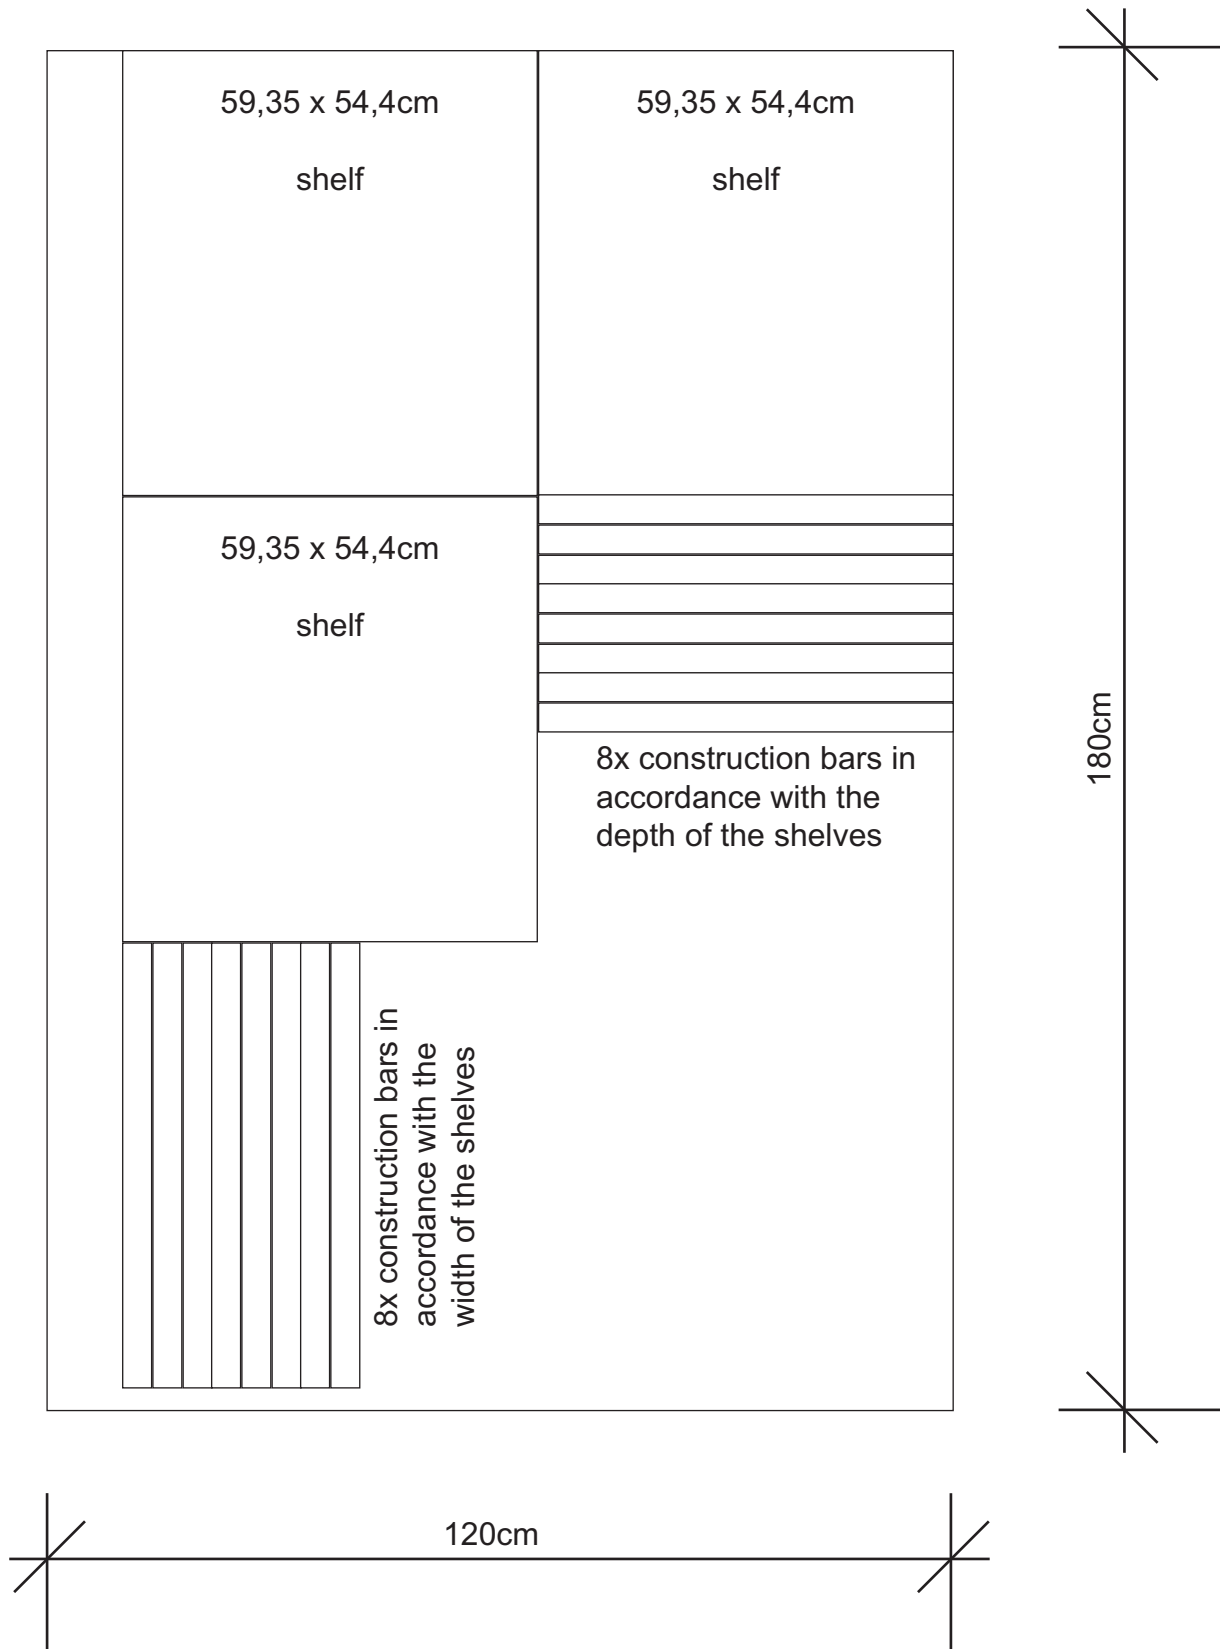 59,35 x 54,4cm
shelf
59,35 x 54,4cm
shelf
59,35 x 54,4cm
shelf
8x construction bars in
accordance with the
depth of the shelves
180cm
8x construction bars in
accordance with the
width of the shelves
120cm